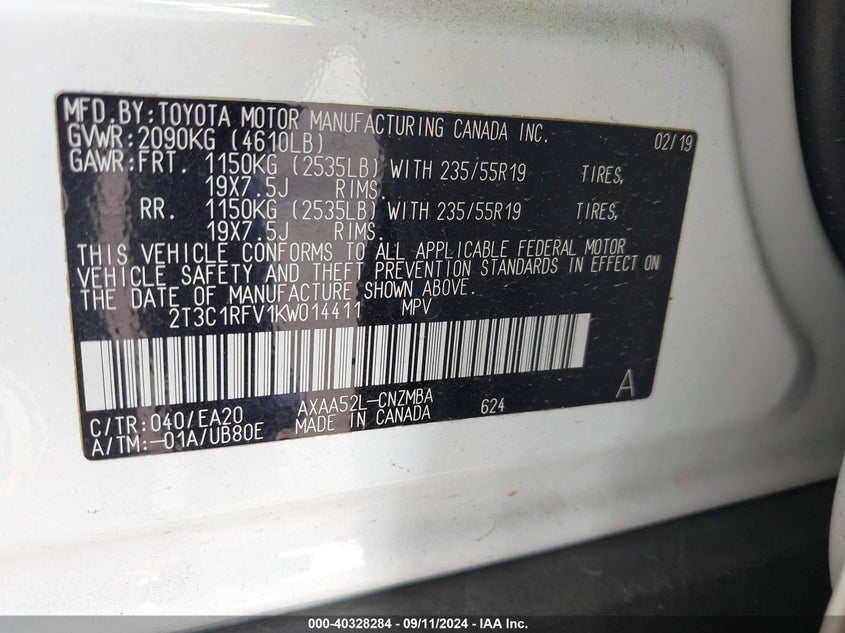 MFD.BY:TOYOTA MOTOR MANUFACTURING CANADA INC.
GVWR:2090KG (4610LB) 02/19
GAWR:FRT. 1150KG (2535LB) WITH 235/55R19 TIRES,
19X7.5J RIMS.
RR. 1150KG (2535LB) WITH 235/55R19 TIRES,
19X7.5J RIMS.
THIS VEHICLE CONFORMS TO ALL APPLICABLE FEDERAL MOTOR
VEHICLE SAFETY AND THEFT PREVENTION STANDARDS IN EFFECT ON
THE DATE OF MANUFACTURE SHOWN ABOVE.
2T3C1RFV1KW014411 MPV
C/TR:040/EA20 AXAA52L-CNZMBA 624 A
A/TM:-01A/UB80E MADE IN CANADA
000-40328284 - 09/11/2024 - IAA Inc.